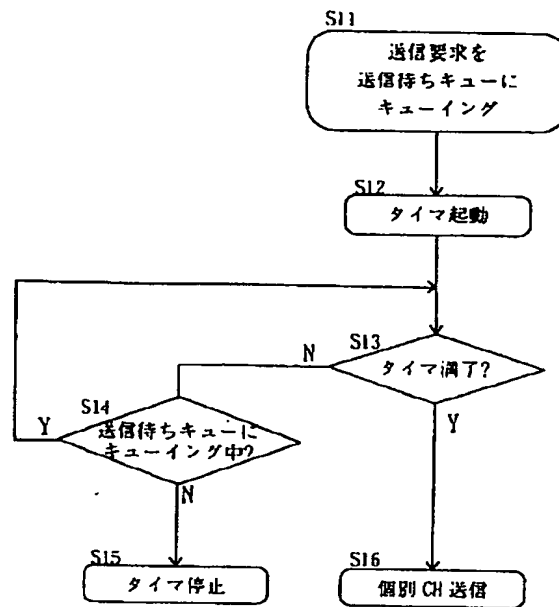 S11
送信要求を
送信待ちキューに
キューイング
S12
タイマ起動
S13
タイマ満了?
N
Y
S14
送信待ちキューに
キューイング中?
Y
N
S15
タイマ停止
S16
個別 CH 送信